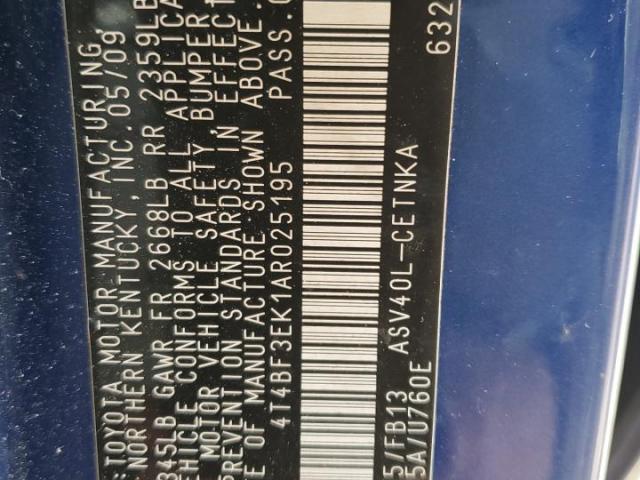 :TOYOTA MOTOR MANUFACTURING,
NORTHERN KENTUCKY, INC. 05/09
345LB GAWR FR 2668LB RR 2359LB
EHICLE CONFORMS TO ALL APPLICA
MOTOR VEHICLE SAFETY, BUMPER
PREVENTION STANDARDS IN EFFECT
E OF MANUFACTURE SHOWN ABOVE.
4T4BF3EK1AR025195 PASS.
5/FB13 ASV40L-CETNKA 632
5A/U760E